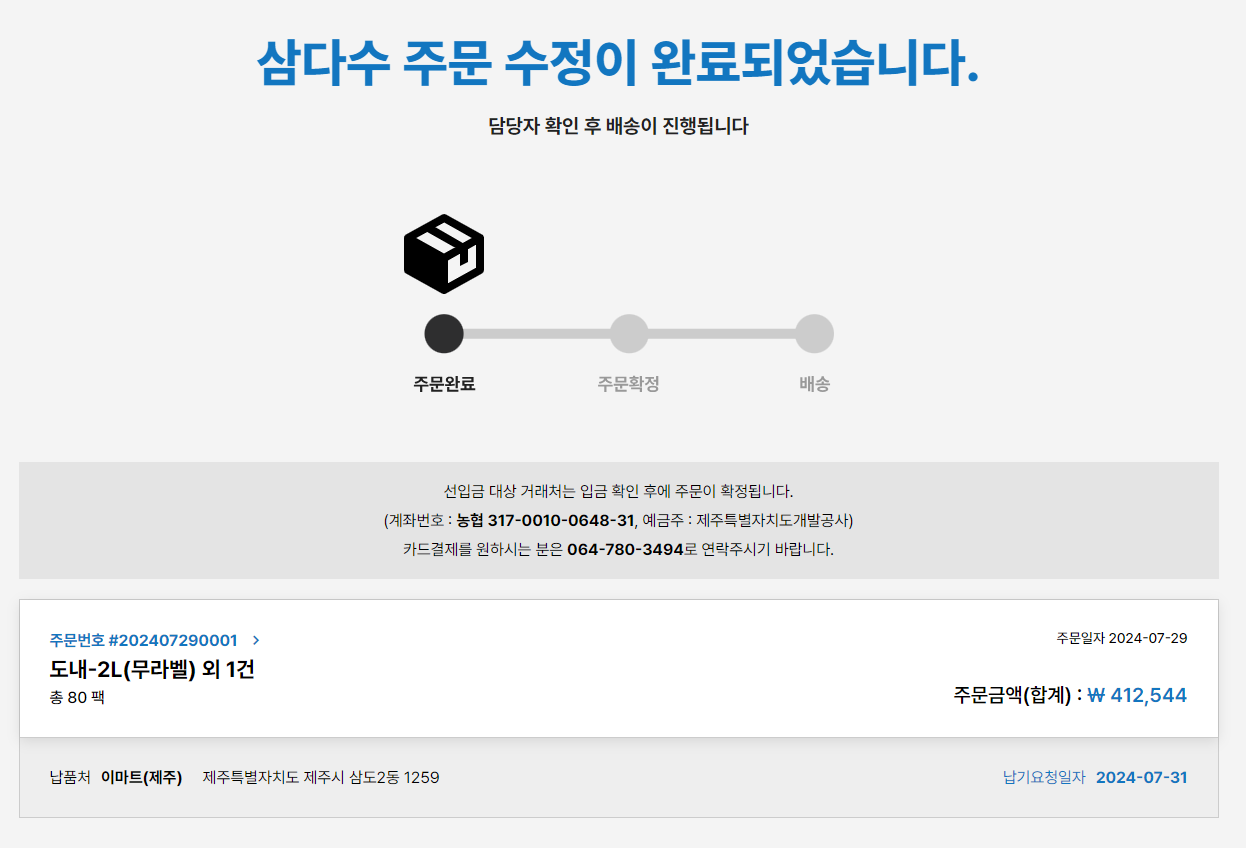 삼다수 주문 수정이 완료되었습니다.
담당자 확인 후 배송이 진행됩니다
주문완료 주문확정 배송
선입금 대상 거래처는 입금 확인 후에 주문이 확정됩니다.
(계좌번호 : 농협 317-0010-0648-31, 예금주 : 제주특별자치도개발공사)
카드결제를 원하시는 분은 064-780-3494로 연락주시기 바랍니다.
주문번호 #202407290001 >
주문일자 2024-07-29
도내-2L(무라벨) 외 1건
총 80 팩
주문금액(합계) : ₩ 412,544
납품처 이마트(제주) 제주특별자치도 제주시 삼도2동 1259
납기요청일자 2024-07-31